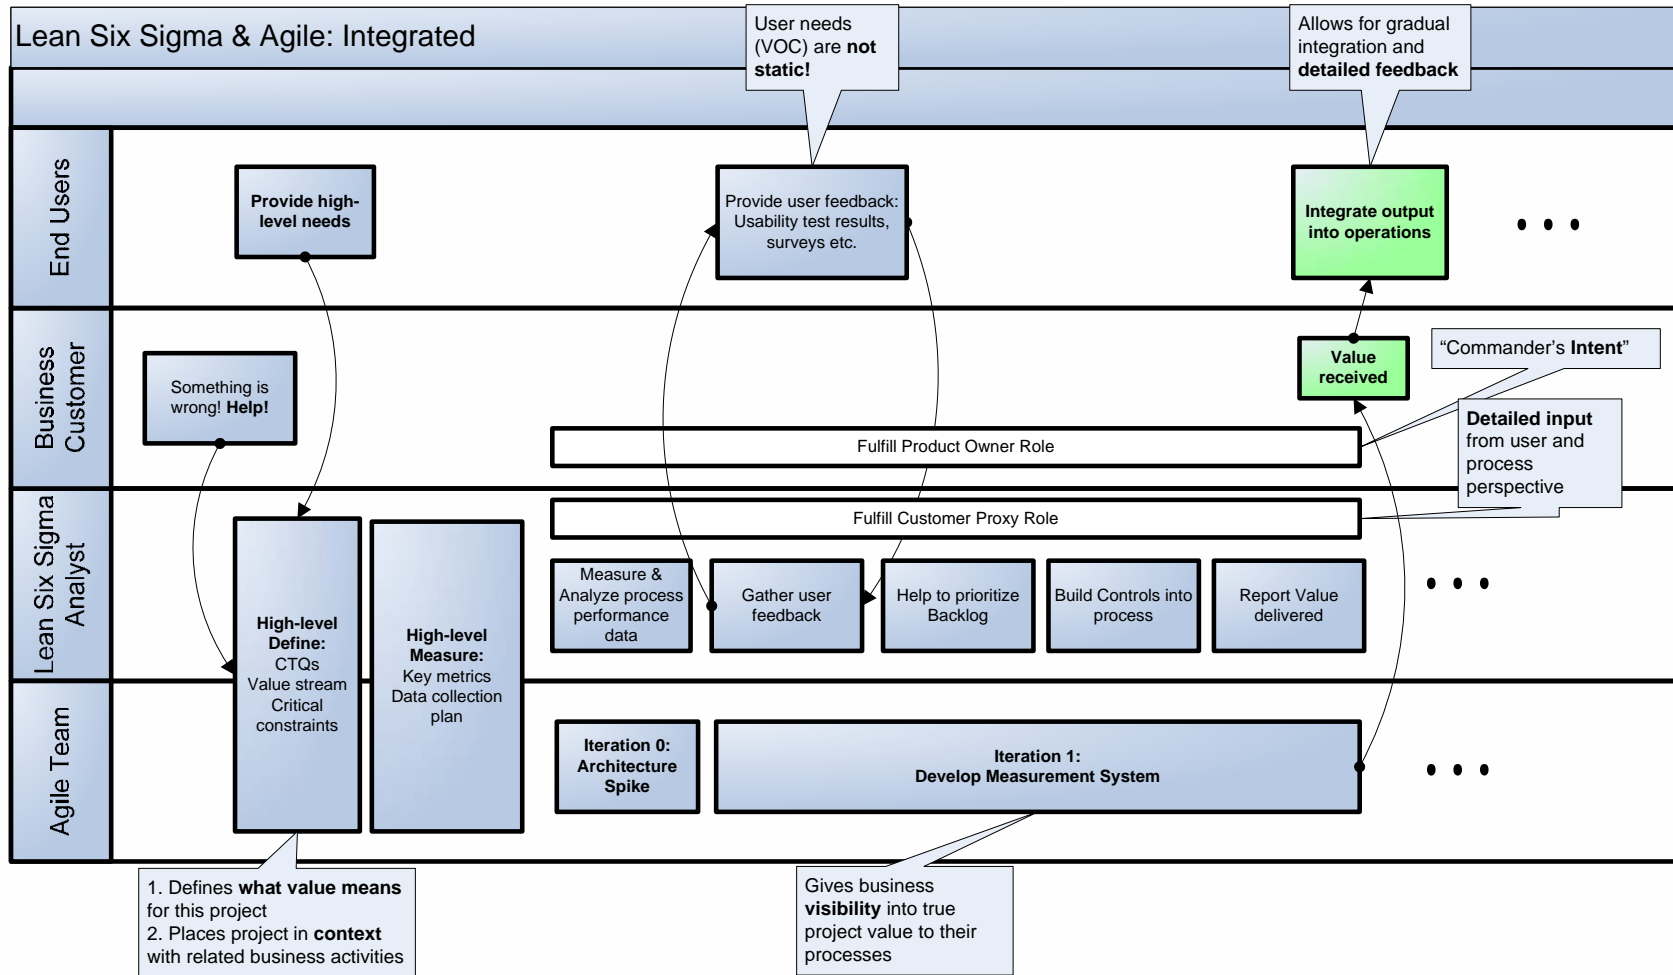 Lean Six Sigma & Agile: Integrated
User needs
(VOC) are not
static!
Allows for gradual
integration and
detailed feedback
End Users
Provide high-
level needs
Provide user feedback:
Usability test results,
surveys etc.
Integrate output
into operations
• • •
Business
Customer
Something is
wrong! Help!
Value
received
“Commander’s Intent”
Fulfill Product Owner Role
Detailed input
from user and
process
perspective
Lean Six Sigma
Analyst
Fulfill Customer Proxy Role
Measure &
Analyze process
performance
data
Gather user
feedback
Help to prioritize
Backlog
Build Controls into
process
Report Value
delivered
• • •
High-level
Define:
CTQs
Value stream
Critical
constraints
High-level
Measure:
Key metrics
Data collection
plan
Agile Team
Iteration 0:
Architecture
Spike
Iteration 1:
Develop Measurement System
• • •
1. Defines what value means
for this project
2. Places project in context
with related business activities
Gives business
visibility into true
project value to their
processes